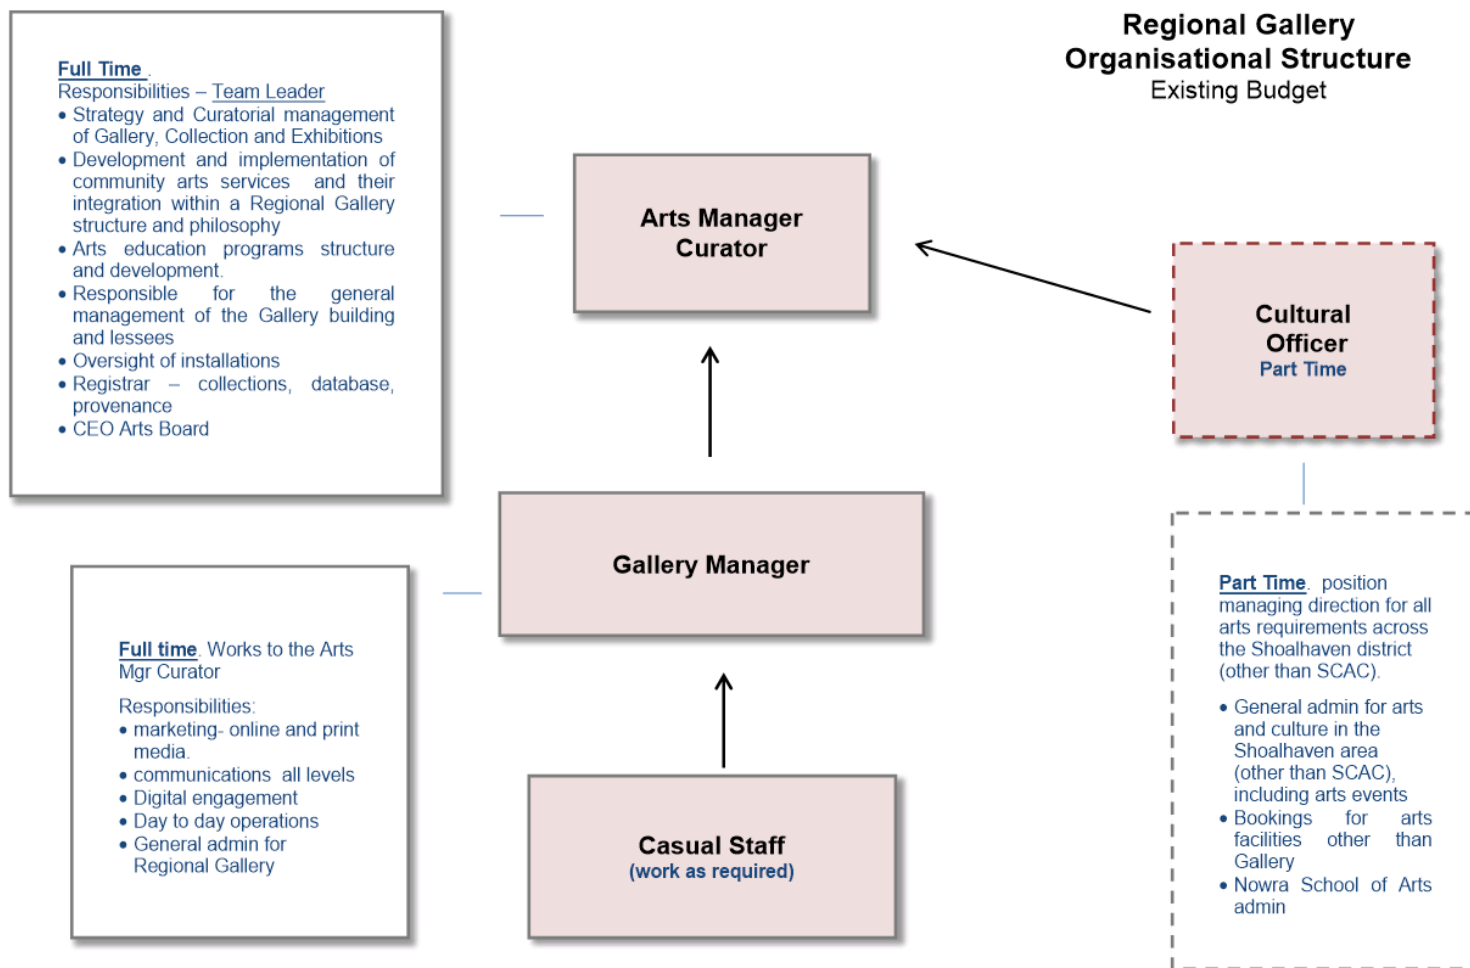 Regional Gallery
Organisational Structure
Existing Budget
Full Time .
Responsibilities – Team Leader
• Strategy and Curatorial management
of Gallery, Collection and Exhibitions
• Development and implementation of
community arts services and their
integration within a Regional Gallery
structure and philosophy
• Arts education programs structure
and development.
• Responsible for the general
management of the Gallery building
and lessees
• Oversight of installations
• Registrar – collections, database,
provenance
• CEO Arts Board
Arts Manager
Curator
Cultural
Officer
Part Time
Gallery Manager
Full time. Works to the Arts
Mgr Curator
Responsibilities:
• marketing- online and print
media.
• communications all levels
• Digital engagement
• Day to day operations
• General admin for
Regional Gallery
Casual Staff
(work as required)
Part Time. position
managing direction for all
arts requirements across
the Shoalhaven district
(other than SCAC).
• General admin for arts
and culture in the
Shoalhaven area
(other than SCAC),
including arts events
• Bookings for arts
facilities other than
Gallery
• Nowra School of Arts
admin